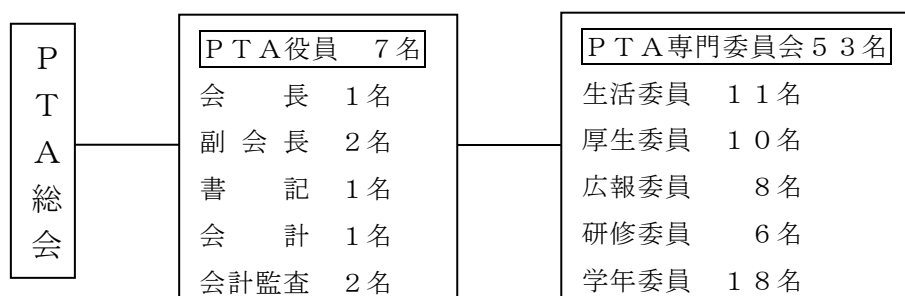 PTA総会
PTA役員 7名
会 長 1名
副会長 2名
書 記 1名
会 計 1名
会計監査 2名
PTA専門委員会53名
生活委員 11名
厚生委員 10名
広報委員 8名
研修委員 6名
学年委員 18名